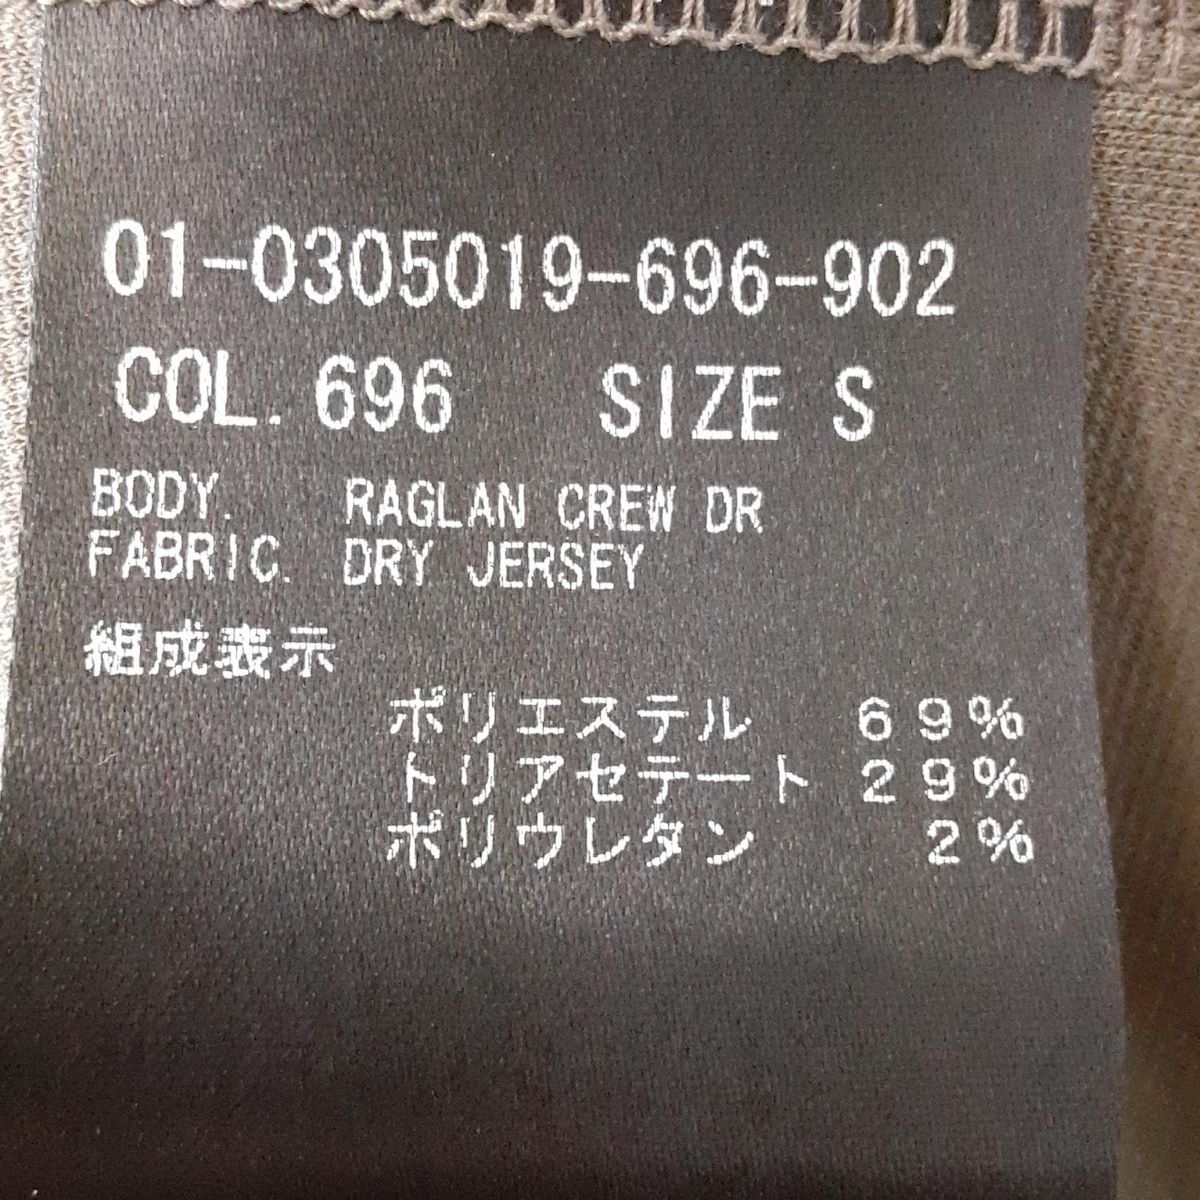 01-0305019-696-902
COL. 696 SIZE S
BODY. RAGLAN CREW DR
FABRIC. DRY JERSEY
組成表示
ポリエステル 69%
トリアセテート 29%
ポリウレタン 2%